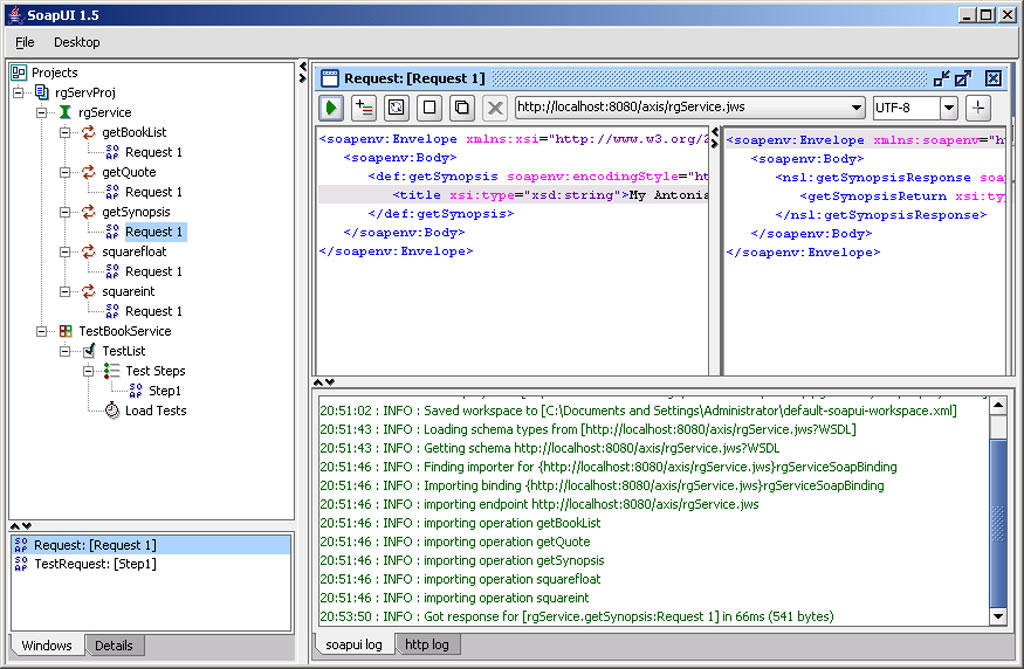 SoapUI 1.5
File Desktop
Projects
rgServProj
rgService
getBookList
Request 1
getQuote
Request 1
getSynopsis
Request 1
squarefloat
Request 1
squareint
Request 1
TestBookService
TestList
Test Steps
Step1
Load Tests
Request: [Request 1]
TestRequest: [Step1]
Windows Details
Request: [Request 1]
http://localhost:8080/axis/rgService.jws UTF-8
<soapenv:Envelope xmlns:xsi="http://www.w3.org/2
<soapenv:Body>
<def:getSynopsis soapenv:encodingStyle="ht
<title xsi:type="xsd:string">My Antonia
</def:getSynopsis>
</soapenv:Body>
</soapenv:Envelope>
<soapenv:Envelope xmlns:soapenv="ht
<soapenv:Body>
<ns1:getSynopsisResponse soap
<getSynopsisReturn xsi:typ
</ns1:getSynopsisResponse>
</soapenv:Body>
</soapenv:Envelope>
20:51:02 : INFO : Saved workspace to [C:\Documents and Settings\Administrator\default-soapui-workspace.xml]
20:51:43 : INFO : Loading schema types from [http://localhost:8080/axis/rgService.jws?WSDL]
20:51:43 : INFO : Getting schema http://localhost:8080/axis/rgService.jws?WSDL
20:51:46 : INFO : Finding importer for {http://localhost:8080/axis/rgService.jws}rgServiceSoapBinding
20:51:46 : INFO : Importing binding {http://localhost:8080/axis/rgService.jws}rgServiceSoapBinding
20:51:46 : INFO : importing endpoint http://localhost:8080/axis/rgService.jws
20:51:46 : INFO : importing operation getBookList
20:51:46 : INFO : importing operation getQuote
20:51:46 : INFO : importing operation getSynopsis
20:51:46 : INFO : importing operation squarefloat
20:51:46 : INFO : importing operation squareint
20:53:50 : INFO : Got response for [rgService.getSynopsis:Request 1] in 66ms (541 bytes)
soapui log http log